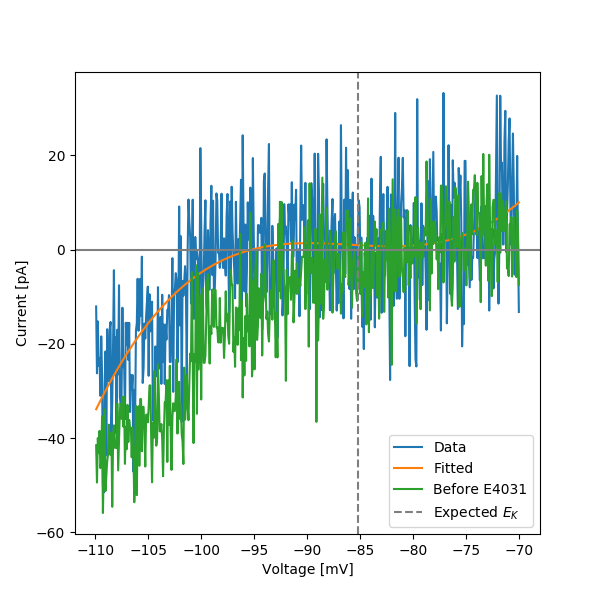 20
0
−20
−40
−60
Current [pA]
Data
Fitted
Before E4031
Expected $E_K$
−110
−105
−100
−95
−90
−85
−80
−75
−70
Voltage [mV]